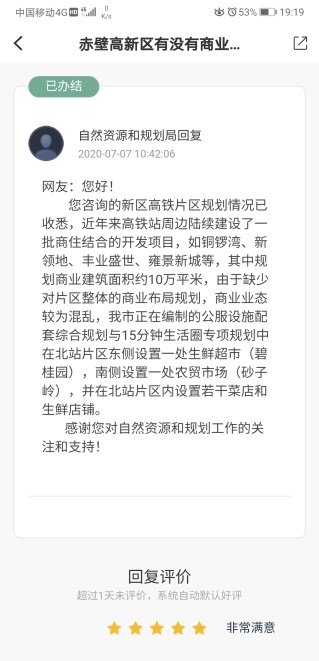 中国移动4G HD 46 0 K/s 53% 19:19
赤壁高新区有没有商业...
已办结
自然资源和规划局回复
2020-07-07 10:42:06
网友：您好！
您咨询的新区高铁片区规划情况已
收悉，近年来高铁站周边陆续建设了一
批商住结合的开发项目，如铜锣湾、新
领地、丰业盛世、雍景新城等，其中规
划商业建筑面积约10万平米，由于缺少
对片区整体的商业布局规划，商业业态
较为混乱，我市正在编制的公服设施配
套综合规划与15分钟生活圈专项规划中
在北站片区东侧设置一处生鲜超市（碧
桂园），南侧设置一处农贸市场（砂子
岭），并在北站片区内设置若干菜店和
生鲜店铺。
感谢您对自然资源和规划工作的关
注和支持！
回复评价
超过1天未评价，系统自动默认好评
非常满意